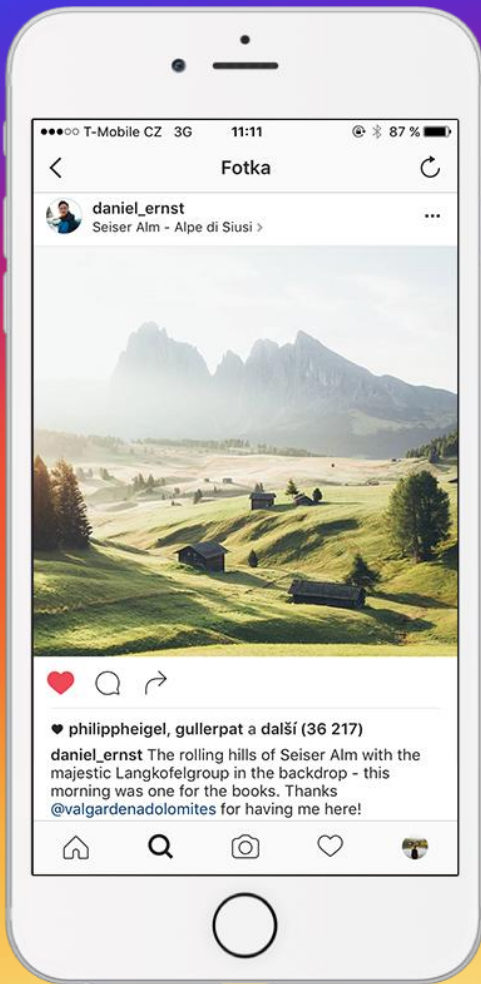 T-Mobile CZ 3G 11:11 87 %
Fotka
daniel_ernst
Seiser Alm - Alpe di Siusi >
philippheigel, gullerpat a další (36 217)
daniel_ernst The rolling hills of Seiser Alm with the
majestic Langkofelgroup in the backdrop - this
morning was one for the books. Thanks
@valgardenadolomites for having me here!